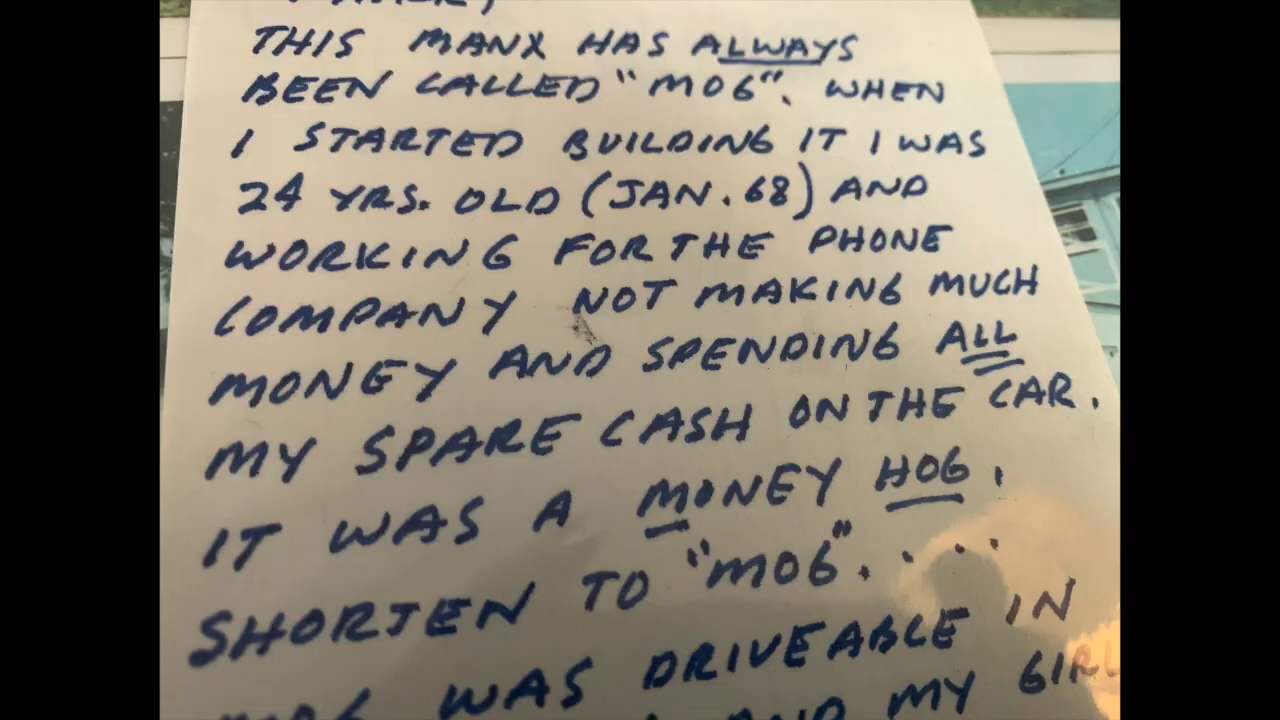 THIS MANX HAS ALWAYS
BEEN CALLED "MOG". WHEN
I STARTED BUILDING IT I WAS
24 YRS. OLD (JAN. 68) AND
WORKING FOR THE PHONE
COMPANY NOT MAKING MUCH
MONEY AND SPENDING ALL
MY SPARE CASH ON THE CAR.
IT WAS A MONEY HOG.
SHORTEN TO "MOG". . . .
MOG WAS DRIVEABLE IN
AND MY GIRL